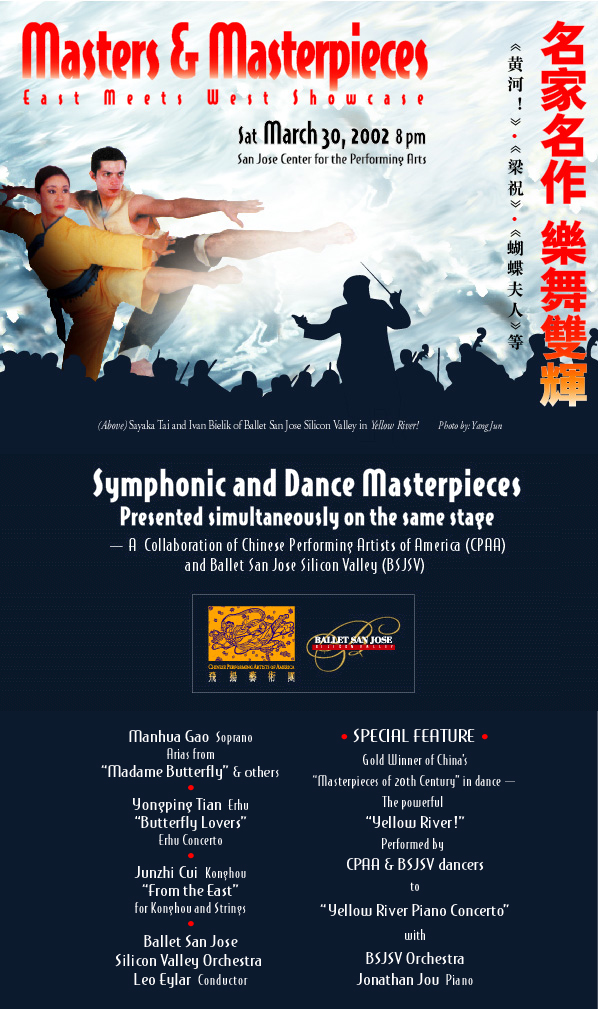 Masters & Masterpieces
East Meets West Showcase
Sat March 30, 2002 8 pm
San Jose Center for the Performing Arts
名家名作 樂舞雙輝
《黄河！》•《梁祝》•《蝴蝶夫人》等
(Above) Sayaka Tai and Ivan Bielik of Ballet San Jose Silicon Valley in Yellow River! Photo by: Yang Jun
Symphonic and Dance Masterpieces
Presented simultaneously on the same stage
— A Collaboration of Chinese Performing Artists of America (CPAA)
and Ballet San Jose Silicon Valley (BSJSV)
CHINESE PERFORMING ARTISTS OF AMERICA
飛揚藝術團
BALLET SAN JOSE
SILICON VALLEY
Manhua Gao Soprano
Arias from
“Madame Butterfly” & others
•
Yongping Tian Erhu
“Butterfly Lovers”
Erhu Concerto
•
Junzhi Cui Konghou
“From the East”
for Konghou and Strings
•
Ballet San Jose
Silicon Valley Orchestra
Leo Eylar Conductor
• SPECIAL FEATURE •
Gold Winner of China's
“Masterpieces of 20th Century” in dance —
The powerful
“Yellow River!”
Performed by
CPAA & BSJSV dancers
to
“Yellow River Piano Concerto”
with
BSJSV Orchestra
Jonathan Jou Piano